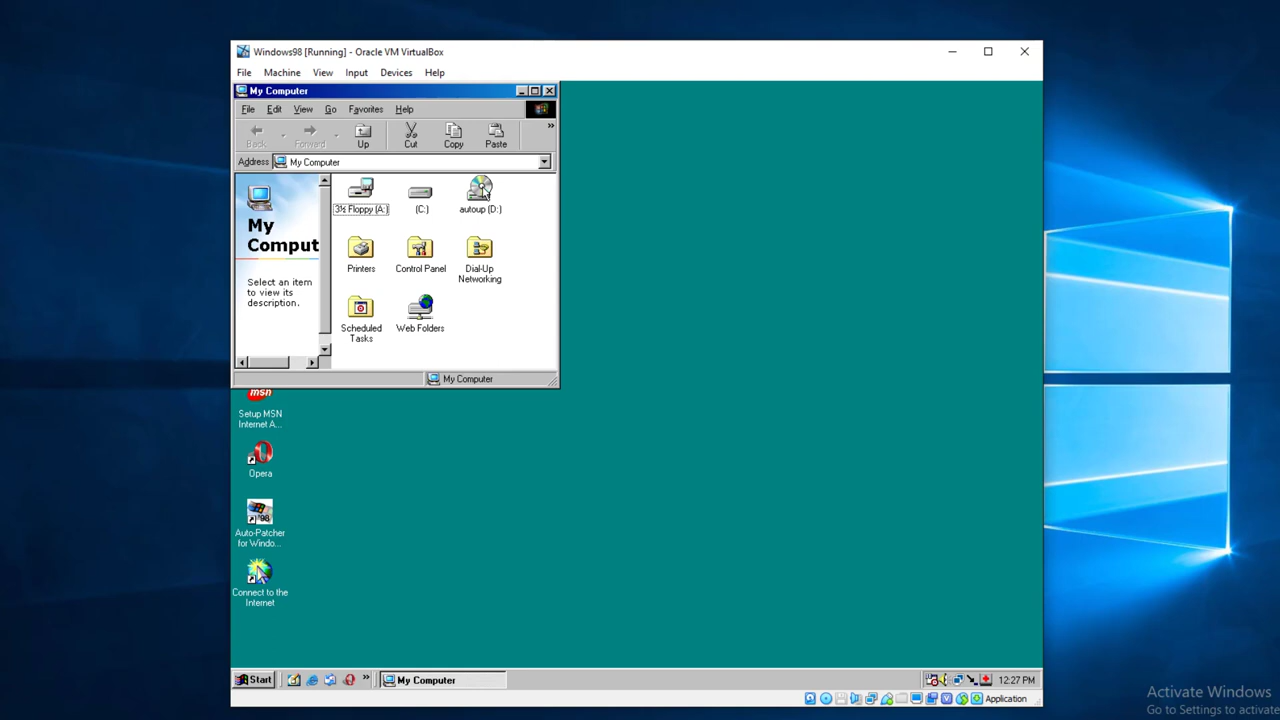 Windows98 [Running] - Oracle VM VirtualBox
File Machine View Input Devices Help
My Computer
File Edit View Go Favorites Help
Back Forward Up Cut Copy Paste »
Address My Computer
My
Comput
Select an item
to view its
description.
3½ Floppy (A:) (C:) autoup (D:)
Printers Control Panel Dial-Up
Networking
Scheduled
Tasks
Web Folders
My Computer
msn
Setup MSN
Internet A...
Opera
'98
Auto-Patcher
for Windo...
Connect to the
Internet
Start » My Computer 12:27 PM
Application
Activate Windows
Go to Settings to activate